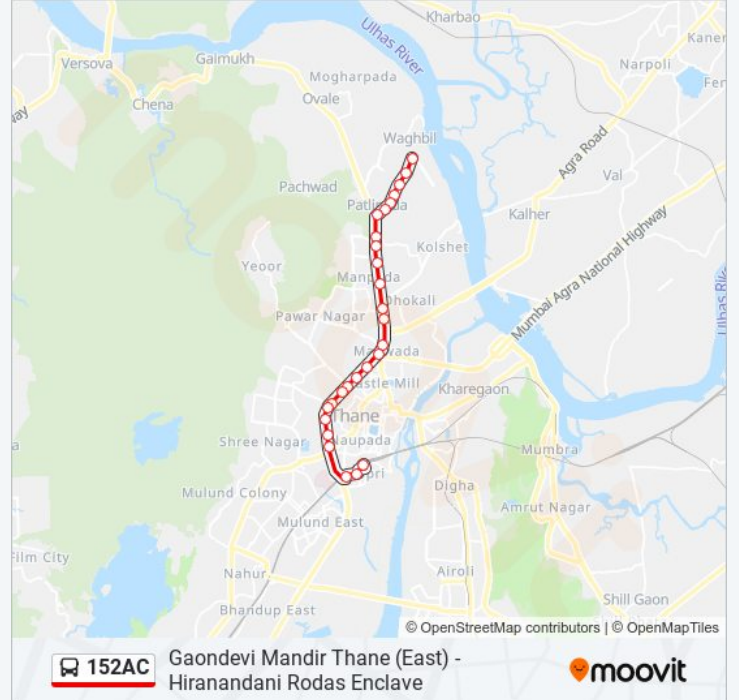 Kharbao
Ulhas River
Kaner
Versova
Gaimukh
Narpoli
Mogharpada
Chena
Ovale
Waghbil
Agra Road
Pachwad
Val
Kalher
Kolshet
Yeoor
Mumbai Agra National Highway
Dhokali
Pawar Nagar
Castle Mill
Kharegaon
Thane
Shree Nagar
Naupada
Mumbra
Mulund Colony
Digha
Amrut Nagar
Mulund East
Film City
Nahur
Airoli
Shill Gaon
Bhandup East
© OpenStreetMap contributors | © OpenMapTiles
152AC
Gaondevi Mandir Thane (East) -
Hiranandani Rodas Enclave
moovit